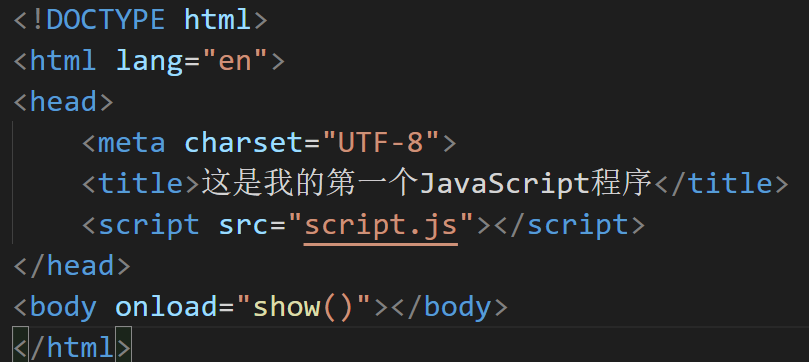 <!DOCTYPE html>
<html lang="en">
<head>
    <meta charset="UTF-8">
    <title>这是我的第一个JavaScript程序</title>
    <script src="script.js"></script>
</head>
<body onload="show()"></body>
</html>